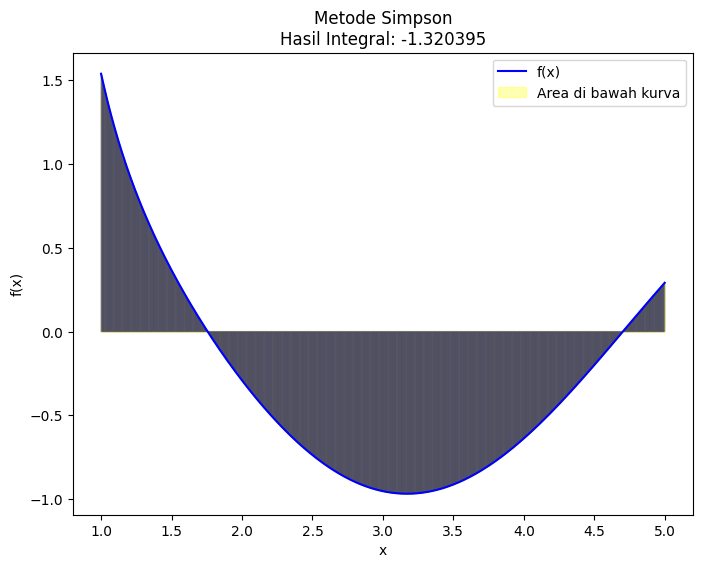 Metode Simpson
Hasil Integral: -1.320395
f(x)
Area di bawah kurva
1.5
1.0
0.5
0.0
−0.5
−1.0
f(x)
1.0 1.5 2.0 2.5 3.0 3.5 4.0 4.5 5.0
x